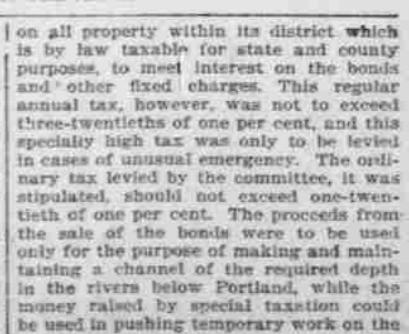 on all property within its district which
is by law taxable for state and county
purposes, to meet interest on the bonds
and other fixed charges. This regular
annual tax, however, was not to exceed
three-twentieths of one per cent, and this
specially high tax was only to be levied
in cases of unusual emergency. The ordi-
nary tax levied by the committee, it was
stipulated, should not exceed one-twen-
tieth of one per cent. The proceeds from
the sale of the bonds were to be used
only for the purpose of making and main-
taining a channel of the required depth
in the rivers below Portland, while the
money raised by special taxation could
be used in pushing temporary work on the